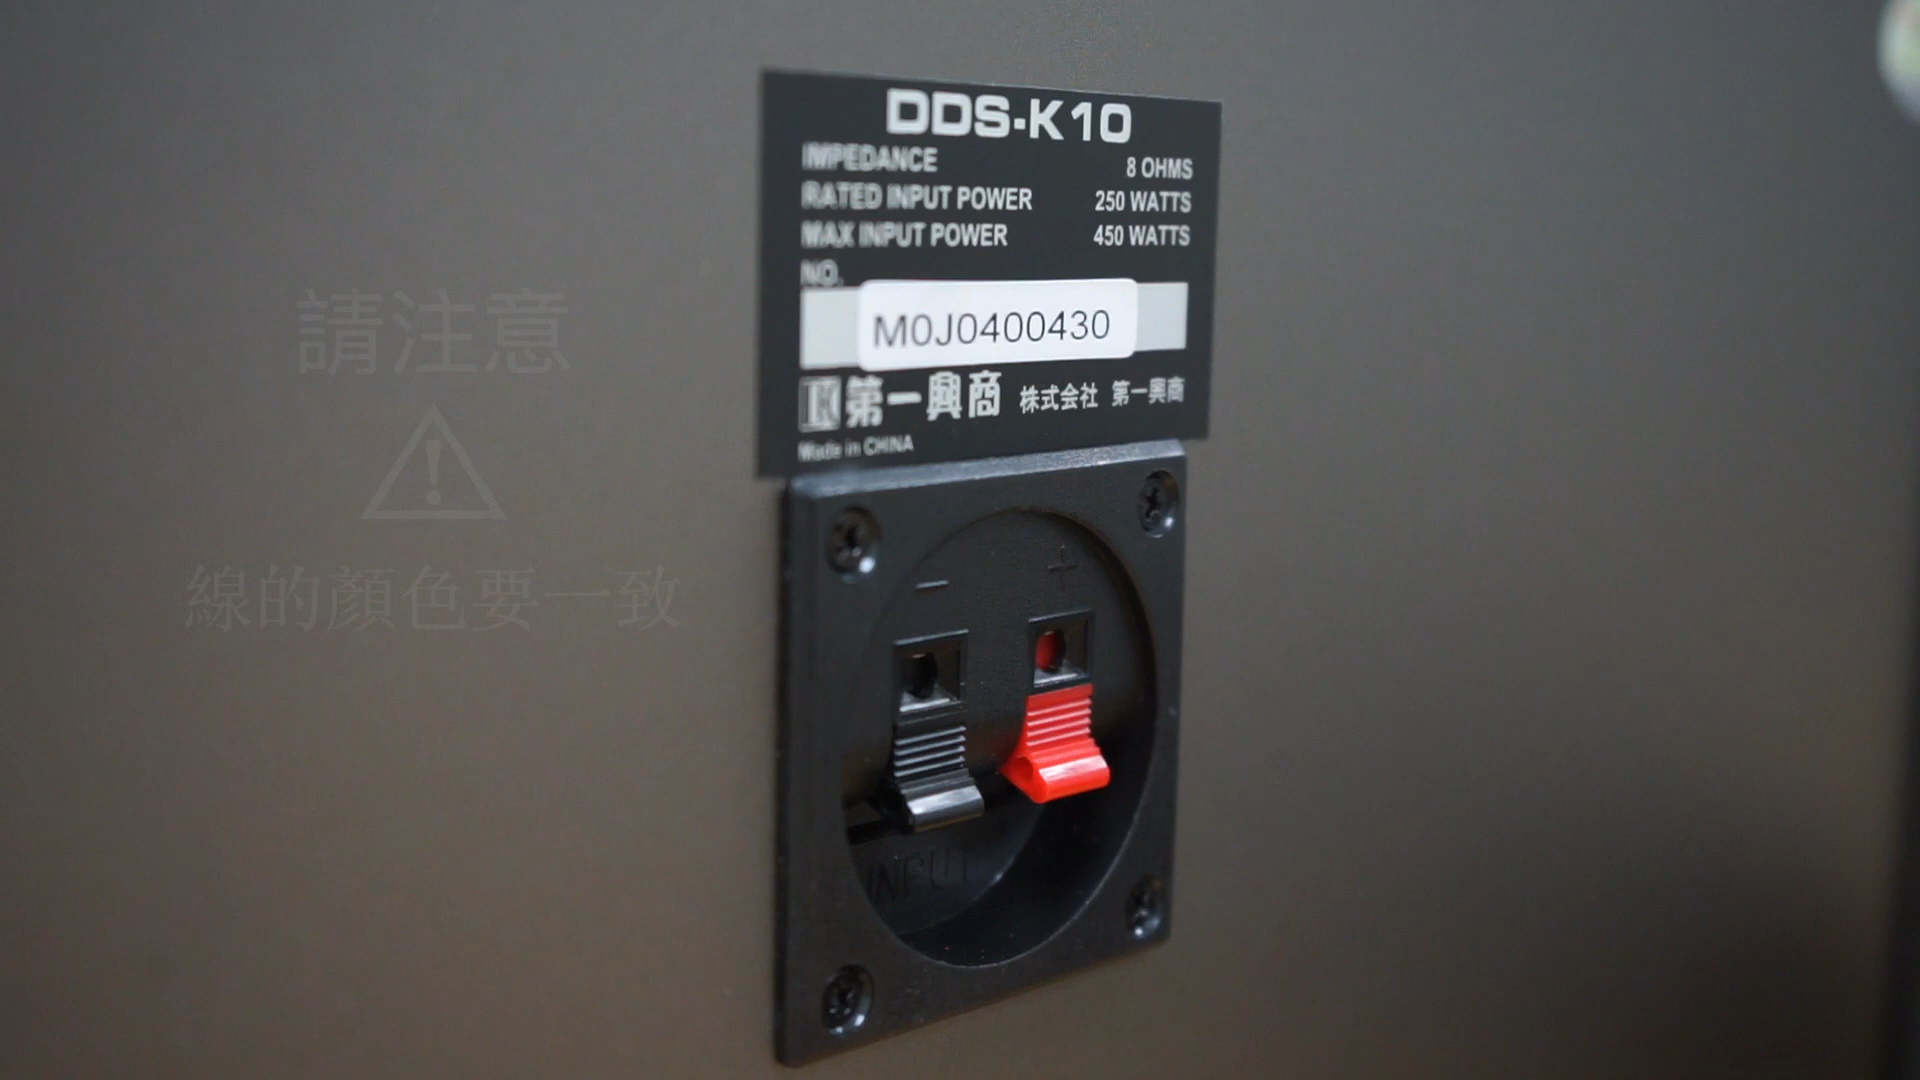 DDS-K10
IMPEDANCE 8 OHMS
RATED INPUT POWER 250 WATTS
MAX INPUT POWER 450 WATTS
NO.
M0J0400430
第一興商 株式会社 第一興商
Made in CHINA
請注意
!
線的顏色要一致
− +
INPUT